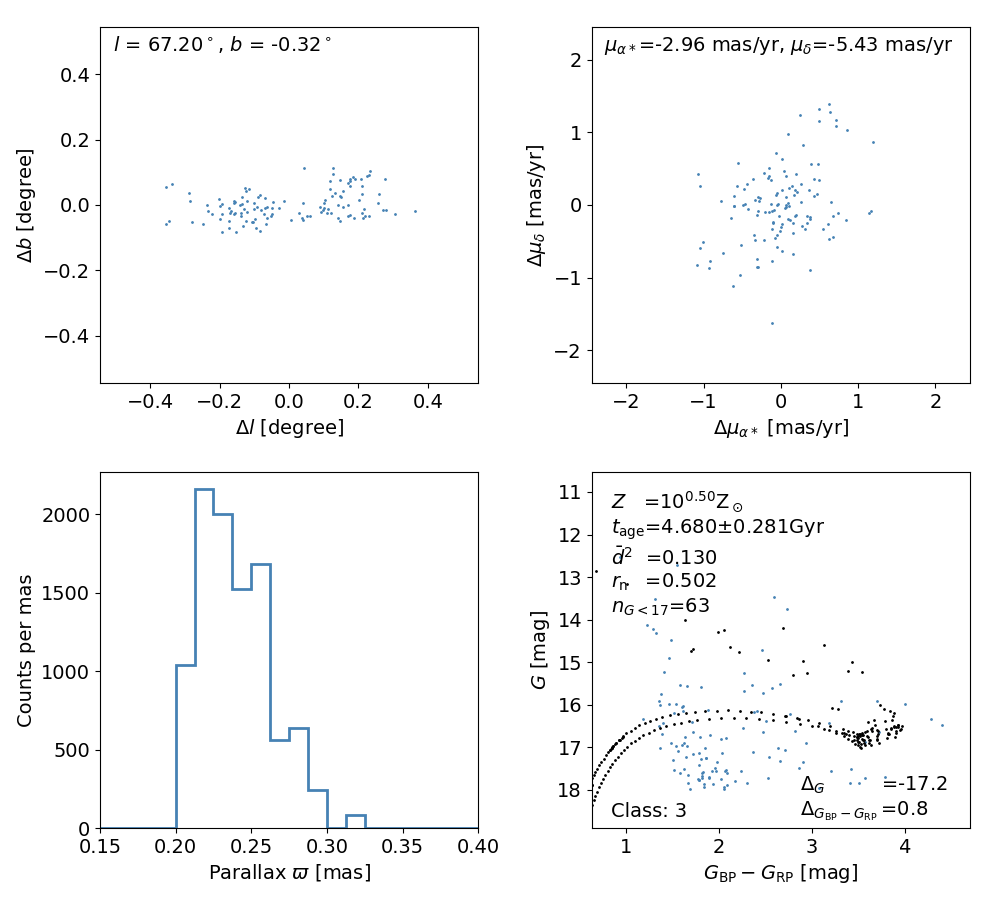 l = 67.20°, b = -0.32°
0.4
0.2
0.0
−0.2
−0.4
Δb [degree]
−0.4 −0.2 0.0 0.2 0.4
Δl [degree]
μα∗=-2.96 mas/yr, μδ=-5.43 mas/yr
2
1
0
−1
−2
Δμδ [mas/yr]
−2 −1 0 1 2
Δμα∗ [mas/yr]
2000
1500
1000
500
0
Counts per mas
0.15 0.20 0.25 0.30 0.35 0.40
Parallax ϖ [mas]
Z =10^0.50 Z⊙
t_age=4.680±0.281Gyr
d̄² =0.130
r_n =0.502
n_G<17=63
11
12
13
14
15
16
17
18
G [mag]
Δ_G =-17.2
Δ_G_BP−G_RP =0.8
Class: 3
1 2 3 4
G_BP − G_RP [mag]